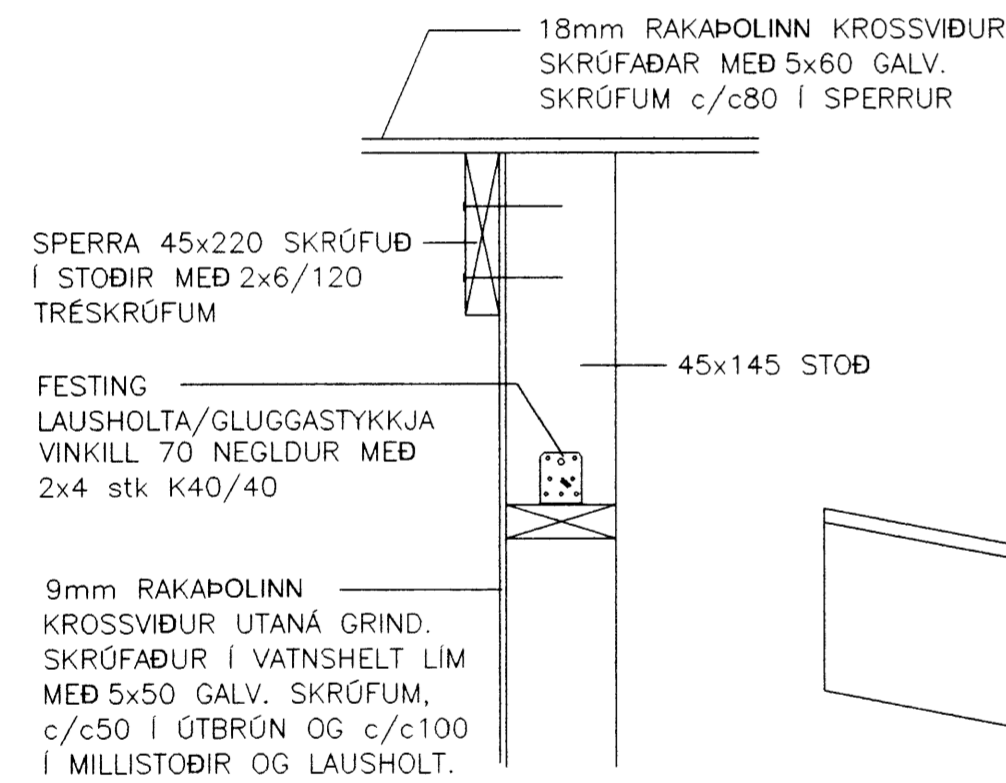 18mm RAKAÞOLINN KROSSVIÐUR
SKRÚFAÐAR MEÐ 5x60 GALV.
SKRÚFUM c/c80 Í SPERRUR
SPERRA 45x220 SKRÚFUÐ
Í STOÐIR MEÐ 2x6/120
TRÉSKRÚFUM
45x145 STOÐ
FESTING
LAUSHOLTA/GLUGGASTYKKJA
VINKILL 70 NEGLDUR MEÐ
2x4 stk K40/40
9mm RAKAÞOLINN
KROSSVIÐUR UTANÁ GRIND.
SKRÚFAÐUR Í VATNSHELT LÍM
MEÐ 5x50 GALV. SKRÚFUM,
c/c50 Í ÚTBRÚN OG c/c100
Í MILLISTOÐIR OG LAUSHOLT.